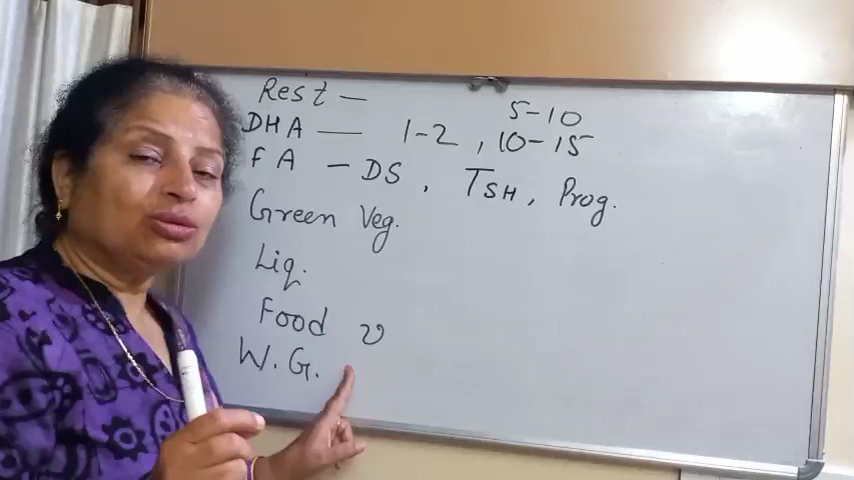 Rest —
5-10
DHA — 1-2, 10-15
FA - DS, TSH, Prog.
Green Veg.
Liq.
Food v
W. G.